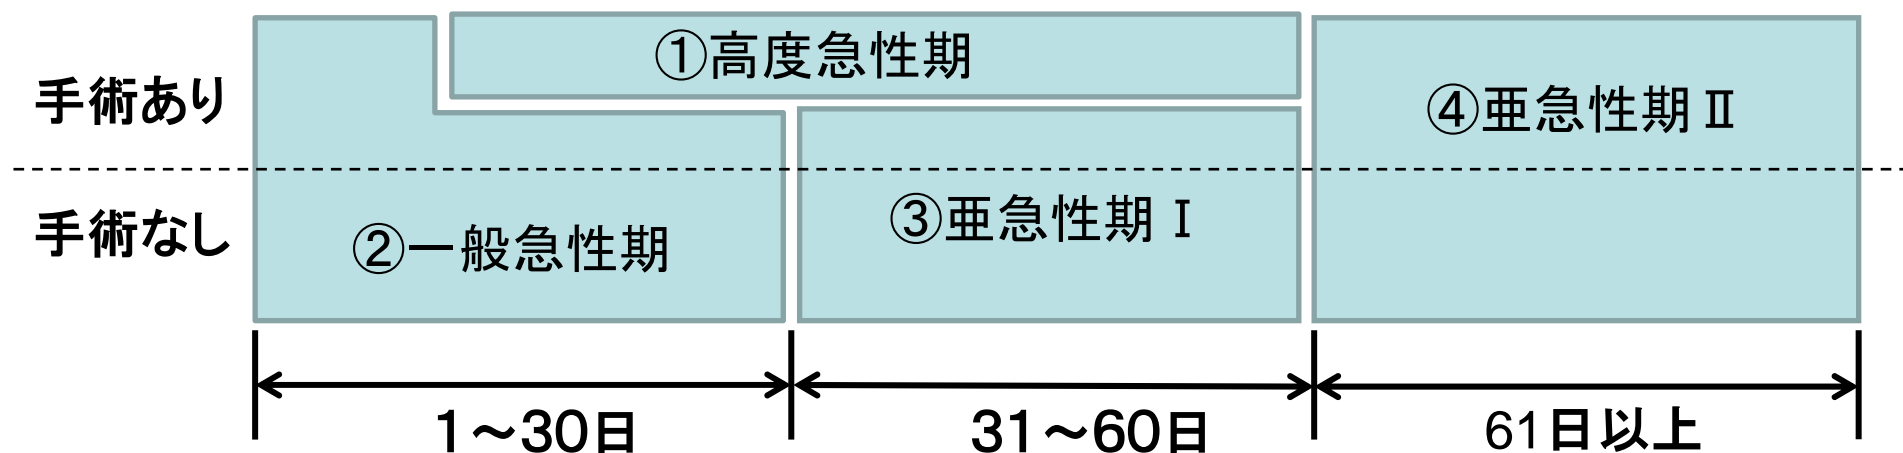 ①高度急性期
手術あり
④亜急性期Ⅱ
手術なし
②一般急性期
③亜急性期Ⅰ
1～30日
31～60日
61日以上